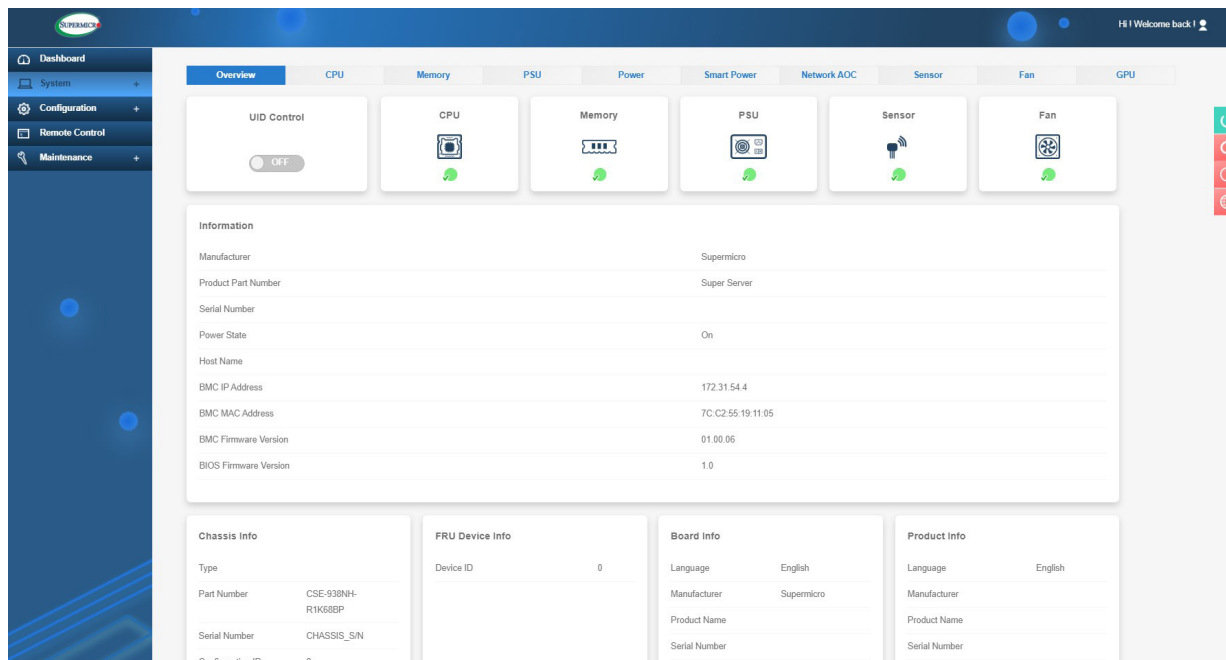 SUPERMICR
Hi ! Welcome back !
Dashboard
System +
Configuration +
Remote Control
Maintenance +
Overview CPU Memory PSU Power Smart Power Network AOC Sensor Fan GPU
UID Control CPU Memory PSU Sensor Fan
OFF
Information
Manufacturer Supermicro
Product Part Number Super Server
Serial Number
Power State On
Host Name
BMC IP Address 172.31.54.4
BMC MAC Address 7C:C2:55:19:11:05
BMC Firmware Version 01.00.06
BIOS Firmware Version 1.0
Chassis Info FRU Device Info Board Info Product Info
Type Device ID 0 Language English Language English
Part Number CSE-938NH-R1K68BP Manufacturer Supermicro Manufacturer
Product Name Product Name
Serial Number CHASSIS_S/N Serial Number Serial Number